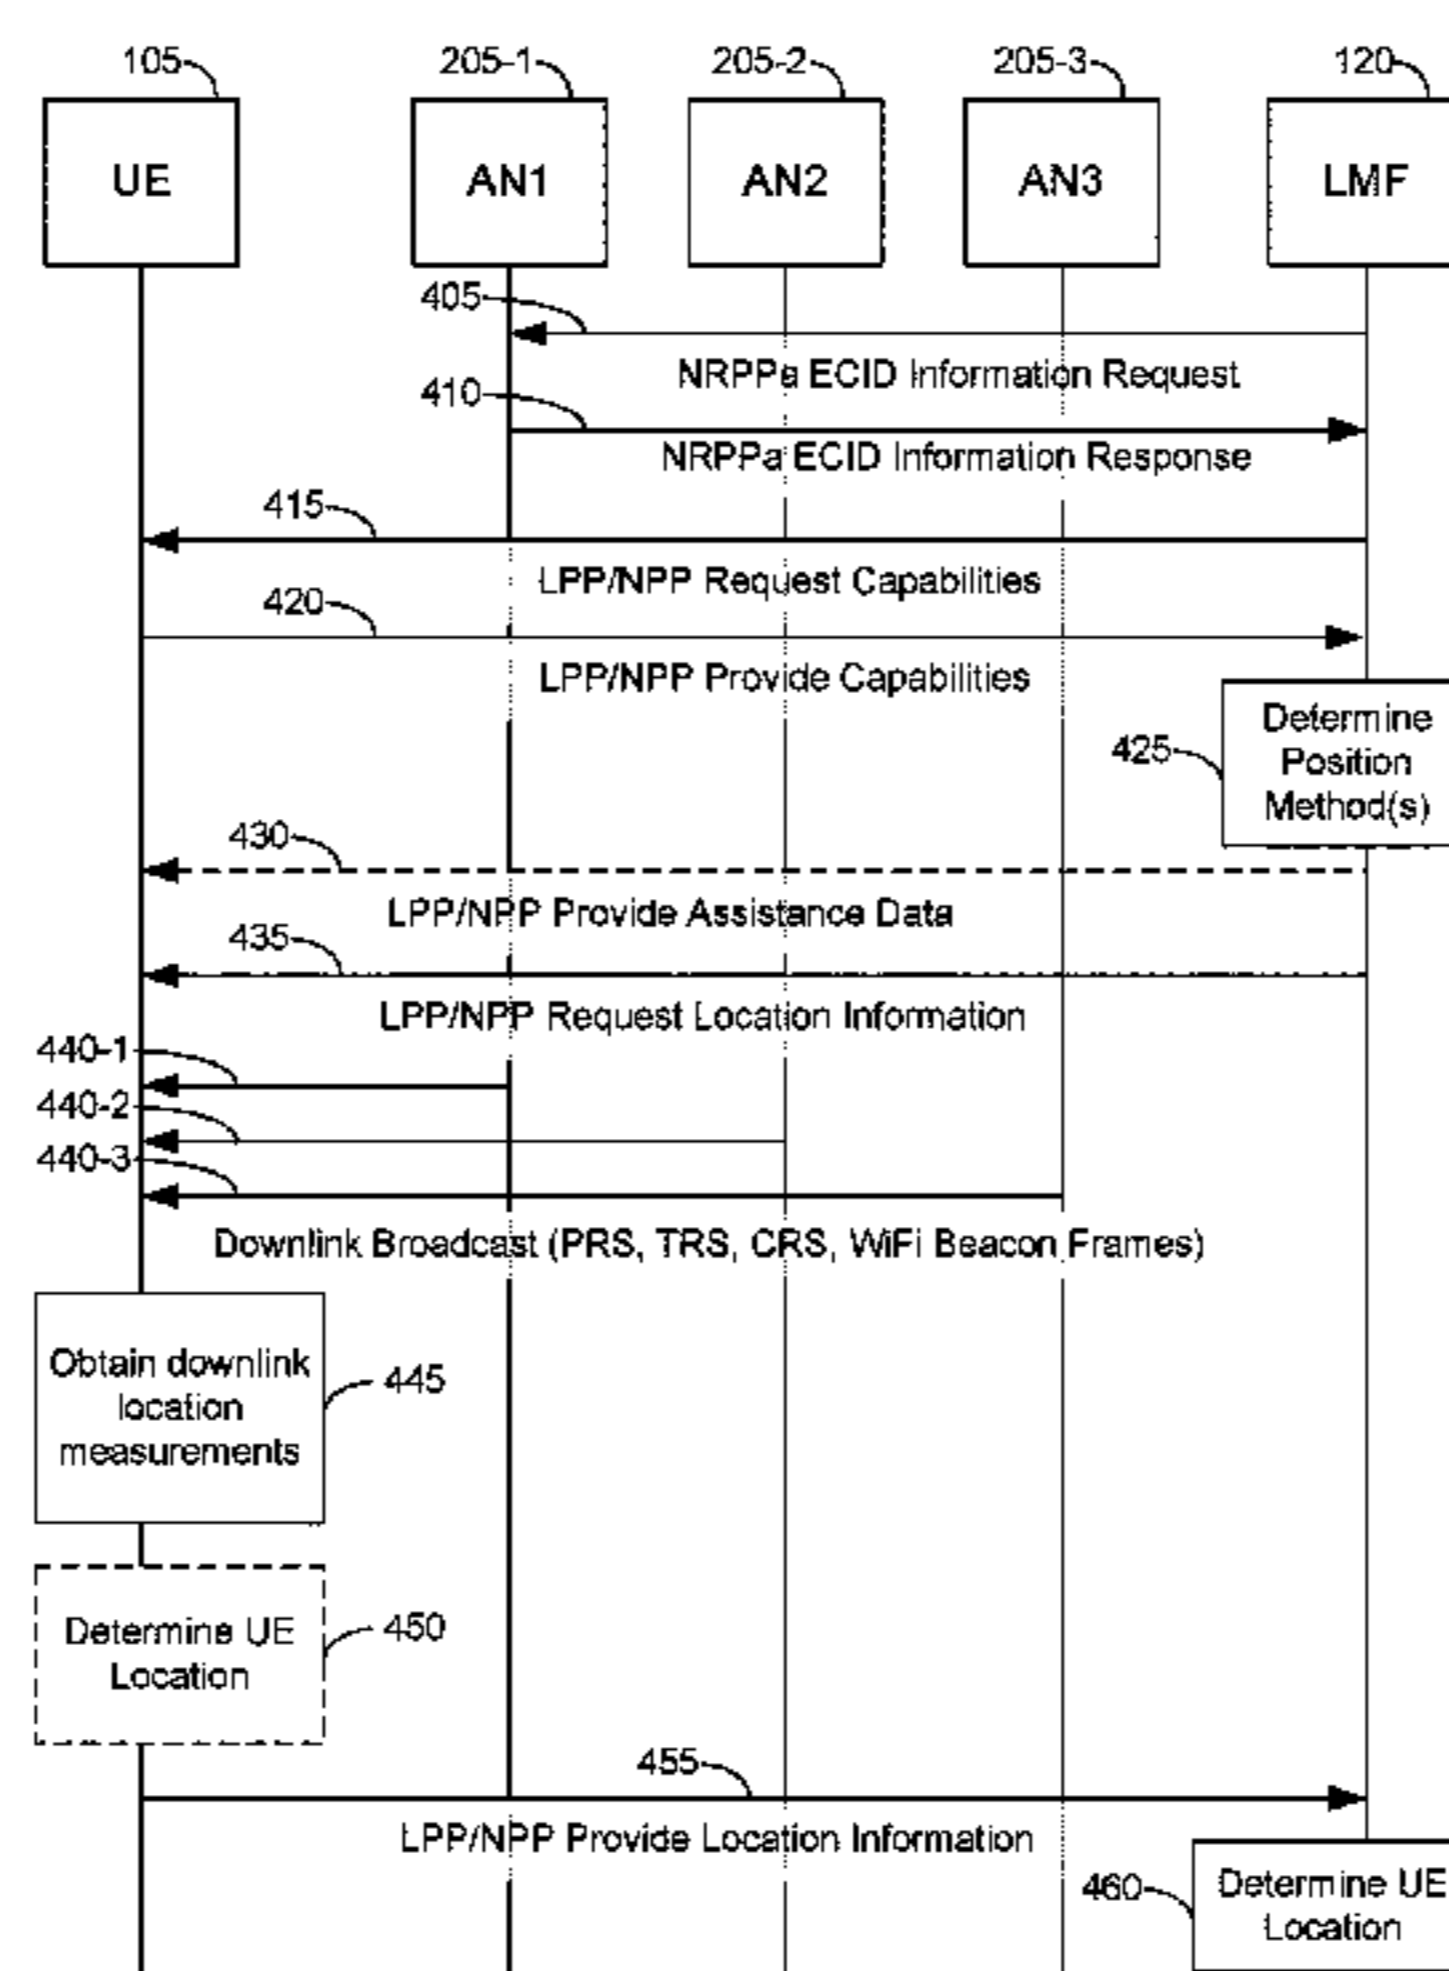 105 205-1 205-2 205-3 120
UE AN1 AN2 AN3 LMF
405
NRPPa ECID Information Request
410
NRPPa ECID Information Response
415
LPP/NPP Request Capabilities
420
LPP/NPP Provide Capabilities
425
Determine
Position
Method(s)
430
LPP/NPP Provide Assistance Data
435
LPP/NPP Request Location Information
440-1
440-2
440-3
Downlink Broadcast (PRS, TRS, CRS, WiFi Beacon Frames)
Obtain downlink
location
measurements
445
Determine UE
Location
450
455
LPP/NPP Provide Location Information
460
Determine UE
Location